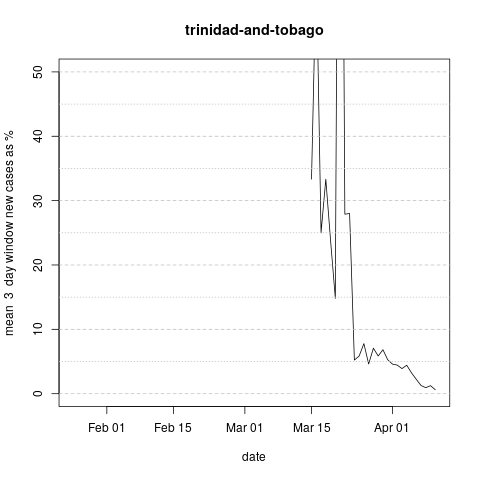 trinidad-and-tobago
mean  3  day window new cases as %
50
40
30
20
10
0
Feb 01
Feb 15
Mar 01
Mar 15
Apr 01
date